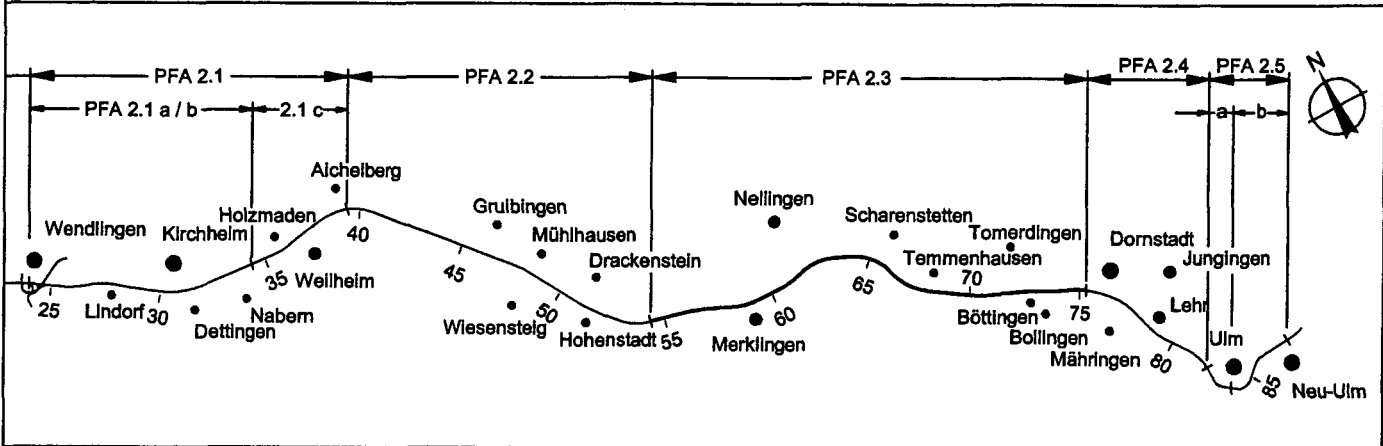 PFA 2.1
PFA 2.2
PFA 2.3
PFA 2.4
PFA 2.5
N
PFA 2.1 a / b
2.1 c
a
b
Aichelberg
Wendlingen
Kirchheim
Holzmaden
Weilheim
Lindorf
Dettingen
Nabern
25
30
35
40
45
50
55
60
65
70
75
80
85
Gruibingen
Mühlhausen
Drackenstein
Wiesensteig
Hohenstadt
Nellingen
Merklingen
Scharenstetten
Temmenhausen
Tomerdingen
Böttingen
Bollingen
Mähringen
Dornstadt
Jungingen
Lehr
Ulm
Neu-Ulm